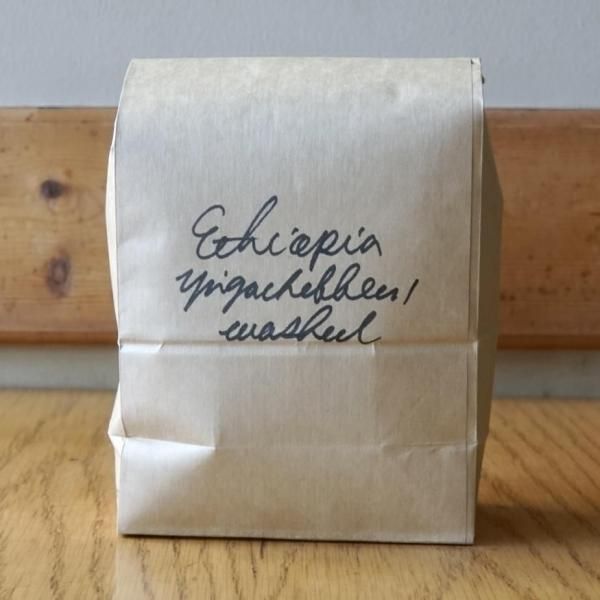 Ethiopia
yirgacheffe /
washed